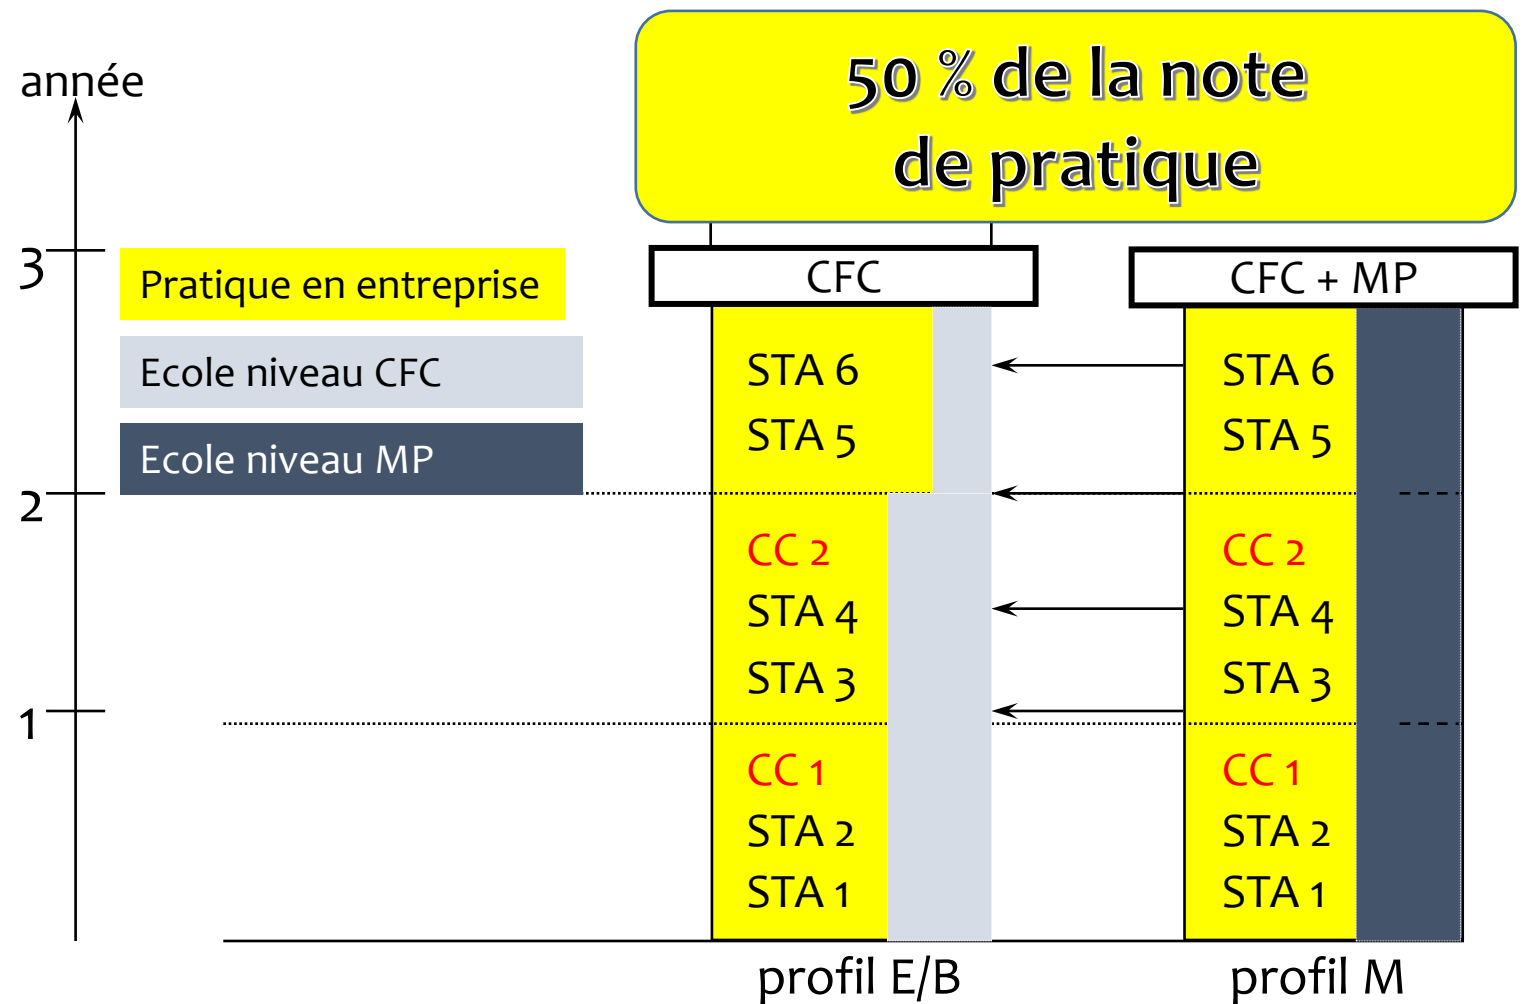 50 % de la note
de pratique
année
3
Pratique en entreprise
CFC
CFC + MP
Ecole niveau CFC
STA 6
STA 6
STA 5
STA 5
Ecole niveau MP
2
CC 2
CC 2
STA 4
STA 4
STA 3
STA 3
1
CC 1
CC 1
STA 2
STA 2
STA 1
STA 1
profil E/B
profil M